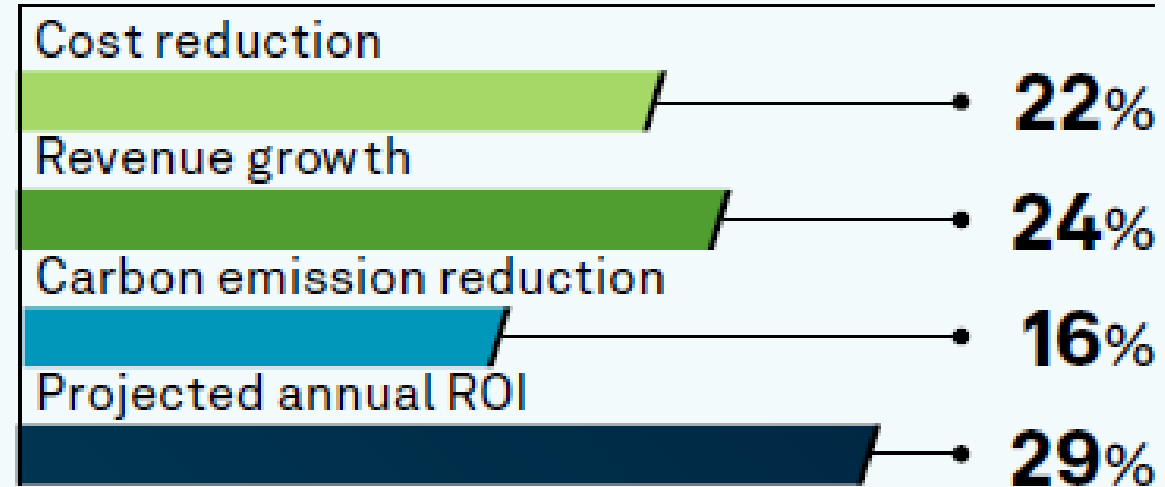 Cost reduction
22%
Revenue growth
24%
Carbon emission reduction
16%
Projected annual ROI
29%